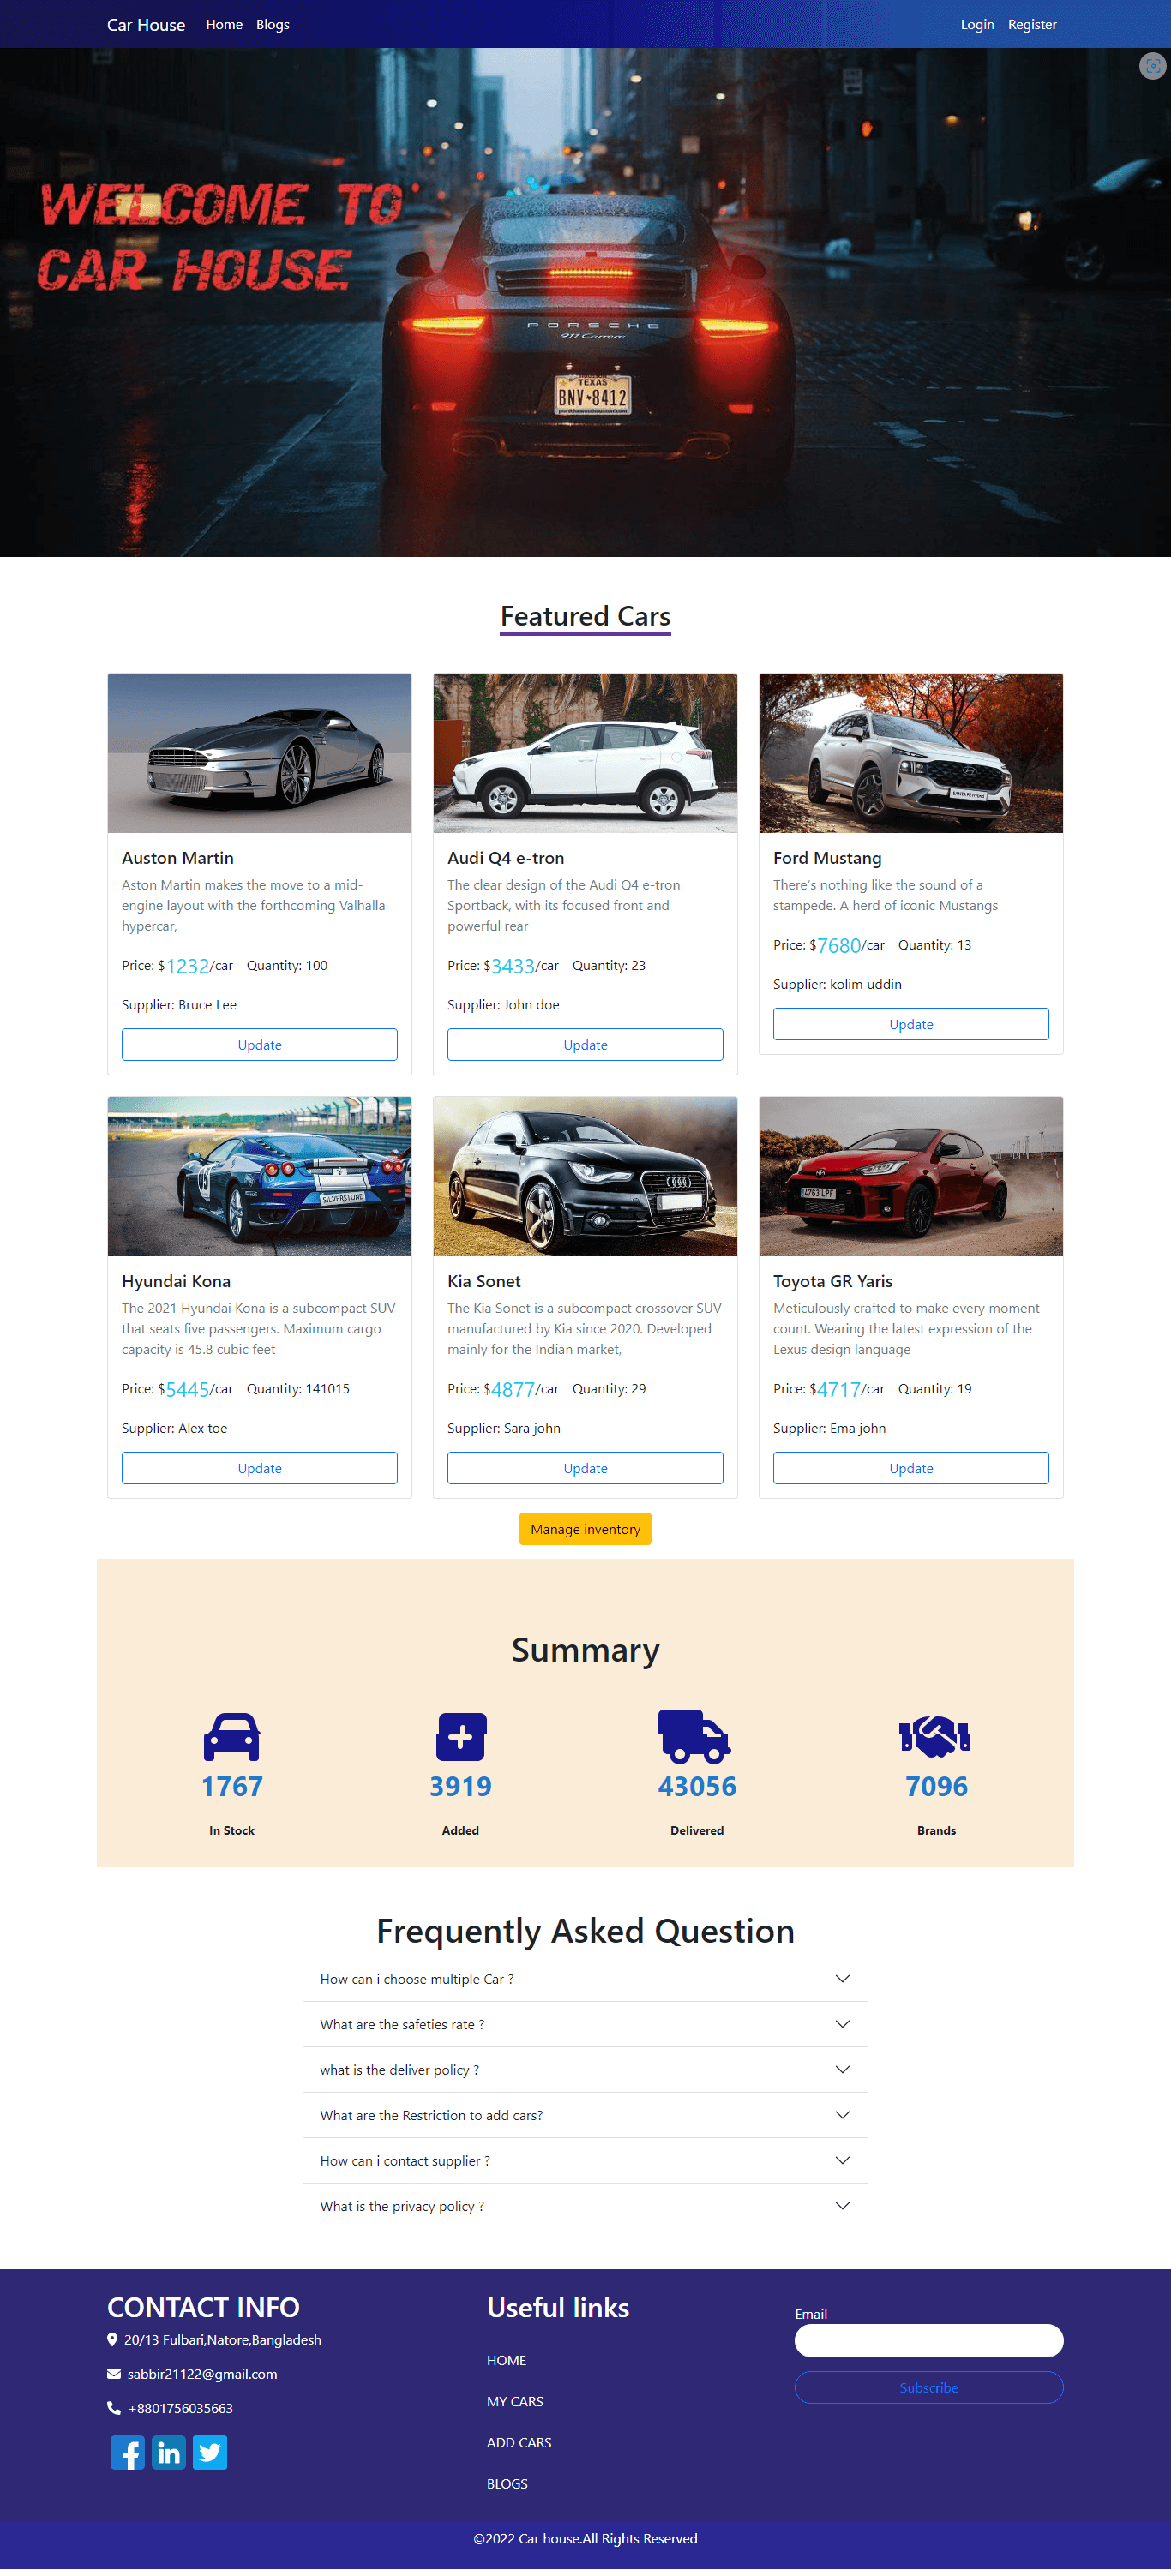 Car House Home Blogs Login Register
WELCOME TO
CAR HOUSE
PORSCHE
911 Carrera
TEXAS
BNV-8412
Featured Cars
SANTA FE HYBRID
Auston Martin
Aston Martin makes the move to a mid-
engine layout with the forthcoming Valhalla
hypercar,
Price: $1232/car Quantity: 100
Supplier: Bruce Lee
Update
Audi Q4 e-tron
The clear design of the Audi Q4 e-tron
Sportback, with its focused front and
powerful rear
Price: $3433/car Quantity: 23
Supplier: John doe
Update
Ford Mustang
There's nothing like the sound of a
stampede. A herd of iconic Mustangs
Price: $7680/car Quantity: 13
Supplier: kolim uddin
Update
SILVERSTONE
4763 LPF
Hyundai Kona
The 2021 Hyundai Kona is a subcompact SUV
that seats five passengers. Maximum cargo
capacity is 45.8 cubic feet
Price: $5445/car Quantity: 141015
Supplier: Alex toe
Update
Kia Sonet
The Kia Sonet is a subcompact crossover SUV
manufactured by Kia since 2020. Developed
mainly for the Indian market,
Price: $4877/car Quantity: 29
Supplier: Sara john
Update
Toyota GR Yaris
Meticulously crafted to make every moment
count. Wearing the latest expression of the
Lexus design language
Price: $4717/car Quantity: 19
Supplier: Ema john
Update
Manage inventory
Summary
1767 3919 43056 7096
In Stock Added Delivered Brands
Frequently Asked Question
How can i choose multiple Car ?
What are the safeties rate ?
what is the deliver policy ?
What are the Restriction to add cars?
How can i contact supplier ?
What is the privacy policy ?
CONTACT INFO
20/13 Fulbari,Natore,Bangladesh
sabbir21122@gmail.com
+8801756035663
Useful links
HOME
MY CARS
ADD CARS
BLOGS
Email
Subscribe
©2022 Car house.All Rights Reserved